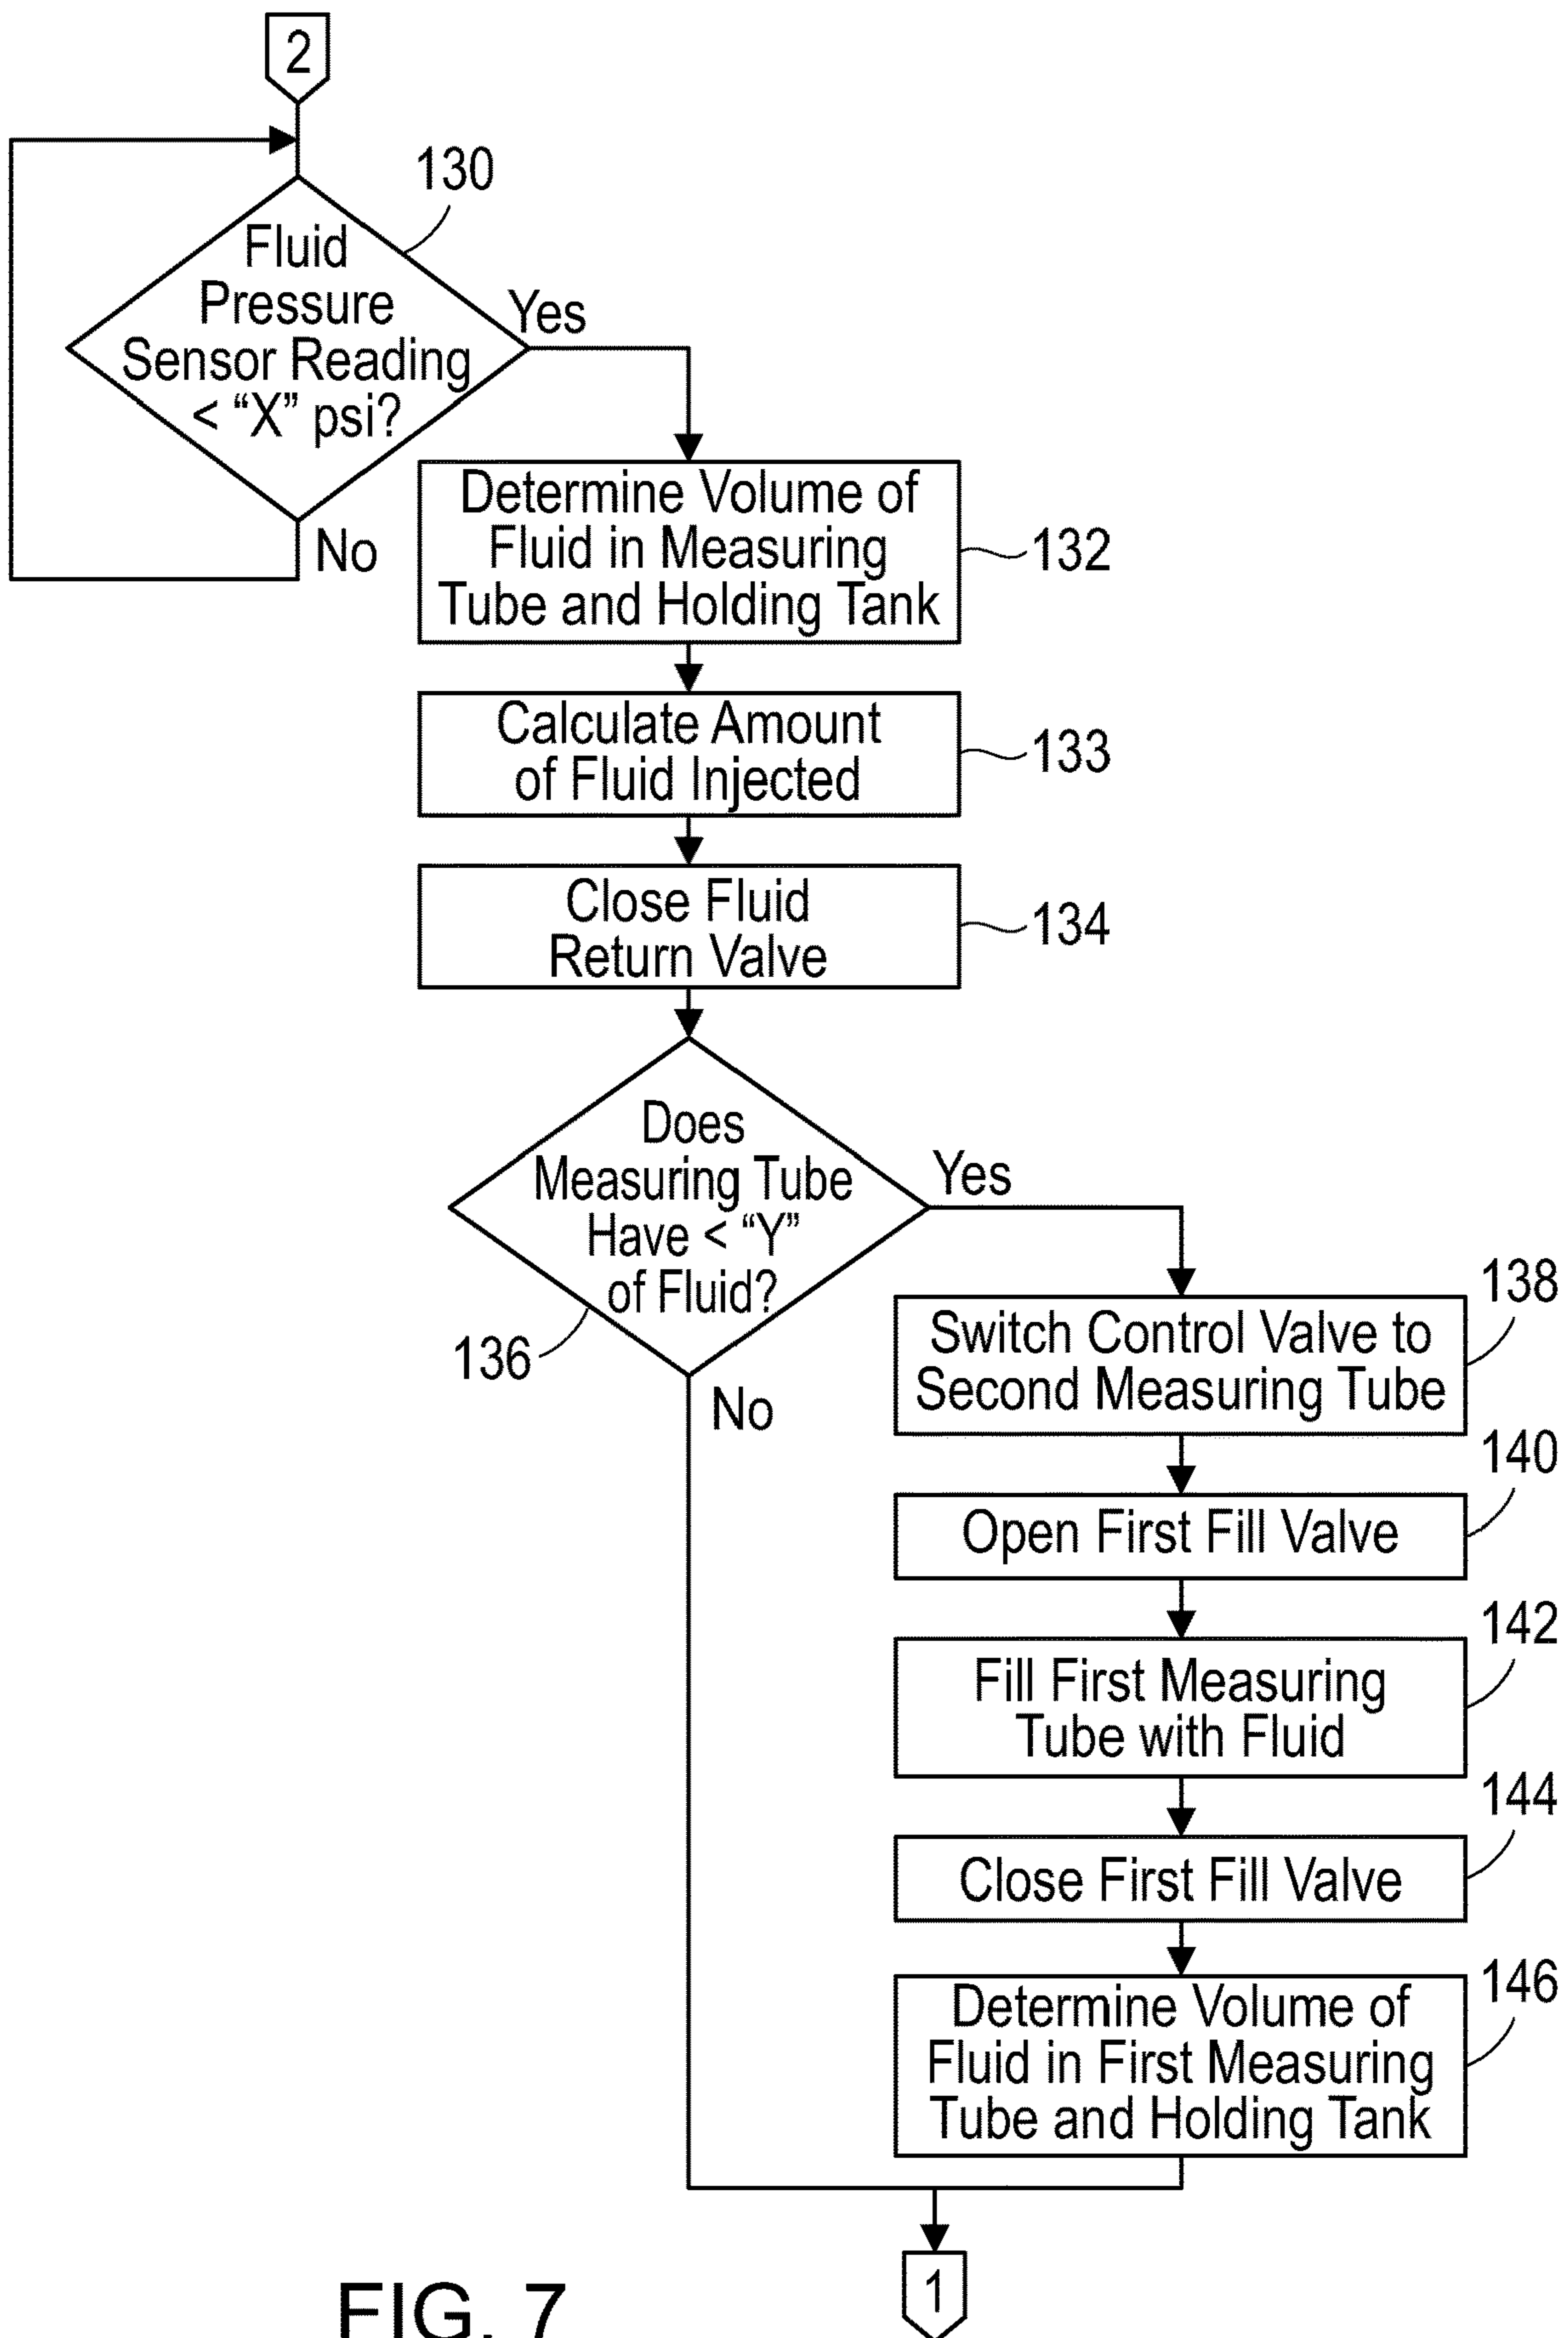 2
130
Fluid
Pressure
Sensor Reading
< “X” psi?
Yes
No
Determine Volume of
Fluid in Measuring
Tube and Holding Tank
132
Calculate Amount
of Fluid Injected
133
Close Fluid
Return Valve
134
Does
Measuring Tube
Have < “Y”
of Fluid?
136
Yes
No
138
Switch Control Valve to
Second Measuring Tube
140
Open First Fill Valve
142
Fill First Measuring
Tube with Fluid
144
Close First Fill Valve
146
Determine Volume of
Fluid in First Measuring
Tube and Holding Tank
1
FIG. 7